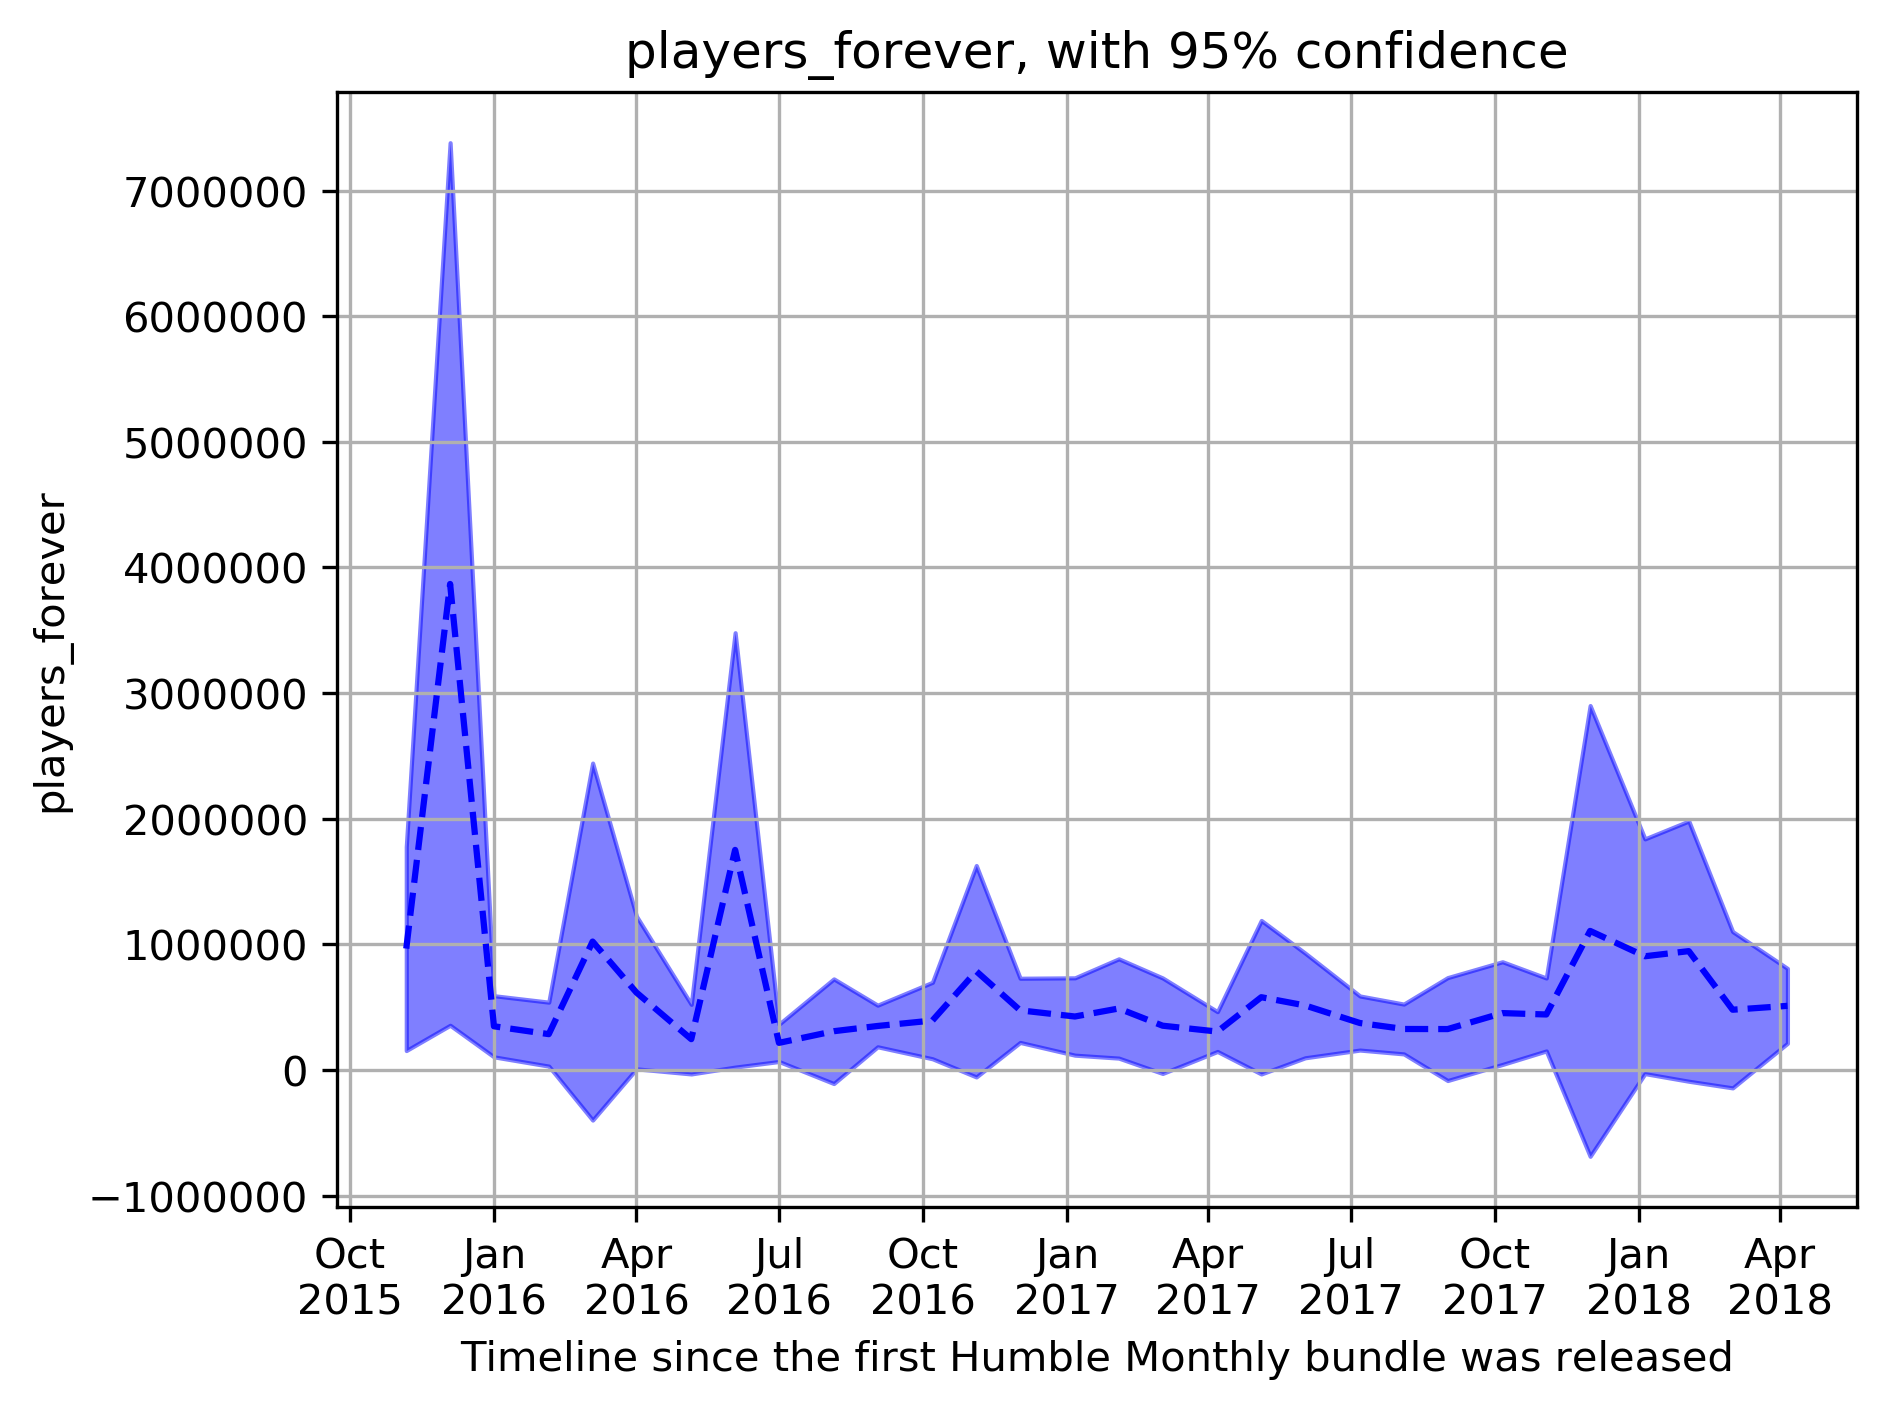 players_forever, with 95% confidence
7000000
6000000
5000000
4000000
3000000
2000000
1000000
0
−1000000
players_forever
Oct Jan Apr Jul Oct Jan Apr Jul Oct Jan Apr
2015 2016 2016 2016 2016 2017 2017 2017 2017 2018 2018
Timeline since the first Humble Monthly bundle was released